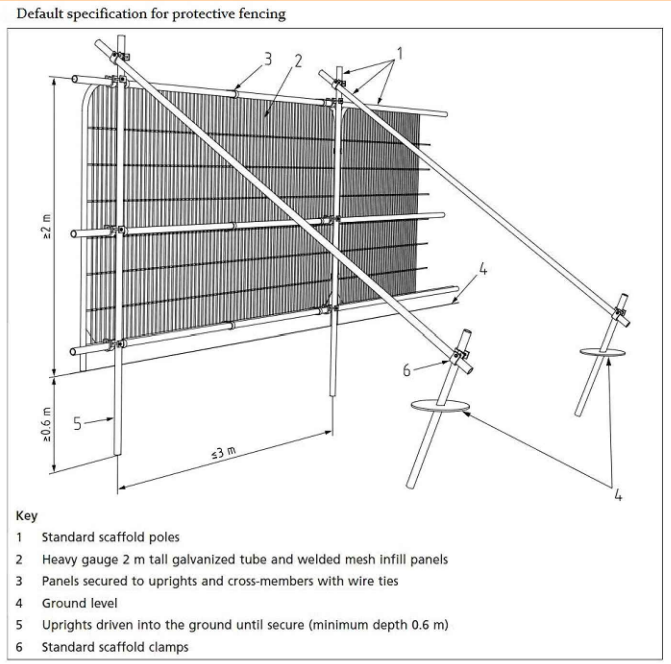 Default specification for protective fencing
1
3
2
≥2 m
4
6
≥0.6 m
5
≤3 m
4
Key
1 Standard scaffold poles
2 Heavy gauge 2 m tall galvanized tube and welded mesh infill panels
3 Panels secured to uprights and cross-members with wire ties
4 Ground level
5 Uprights driven into the ground until secure (minimum depth 0.6 m)
6 Standard scaffold clamps